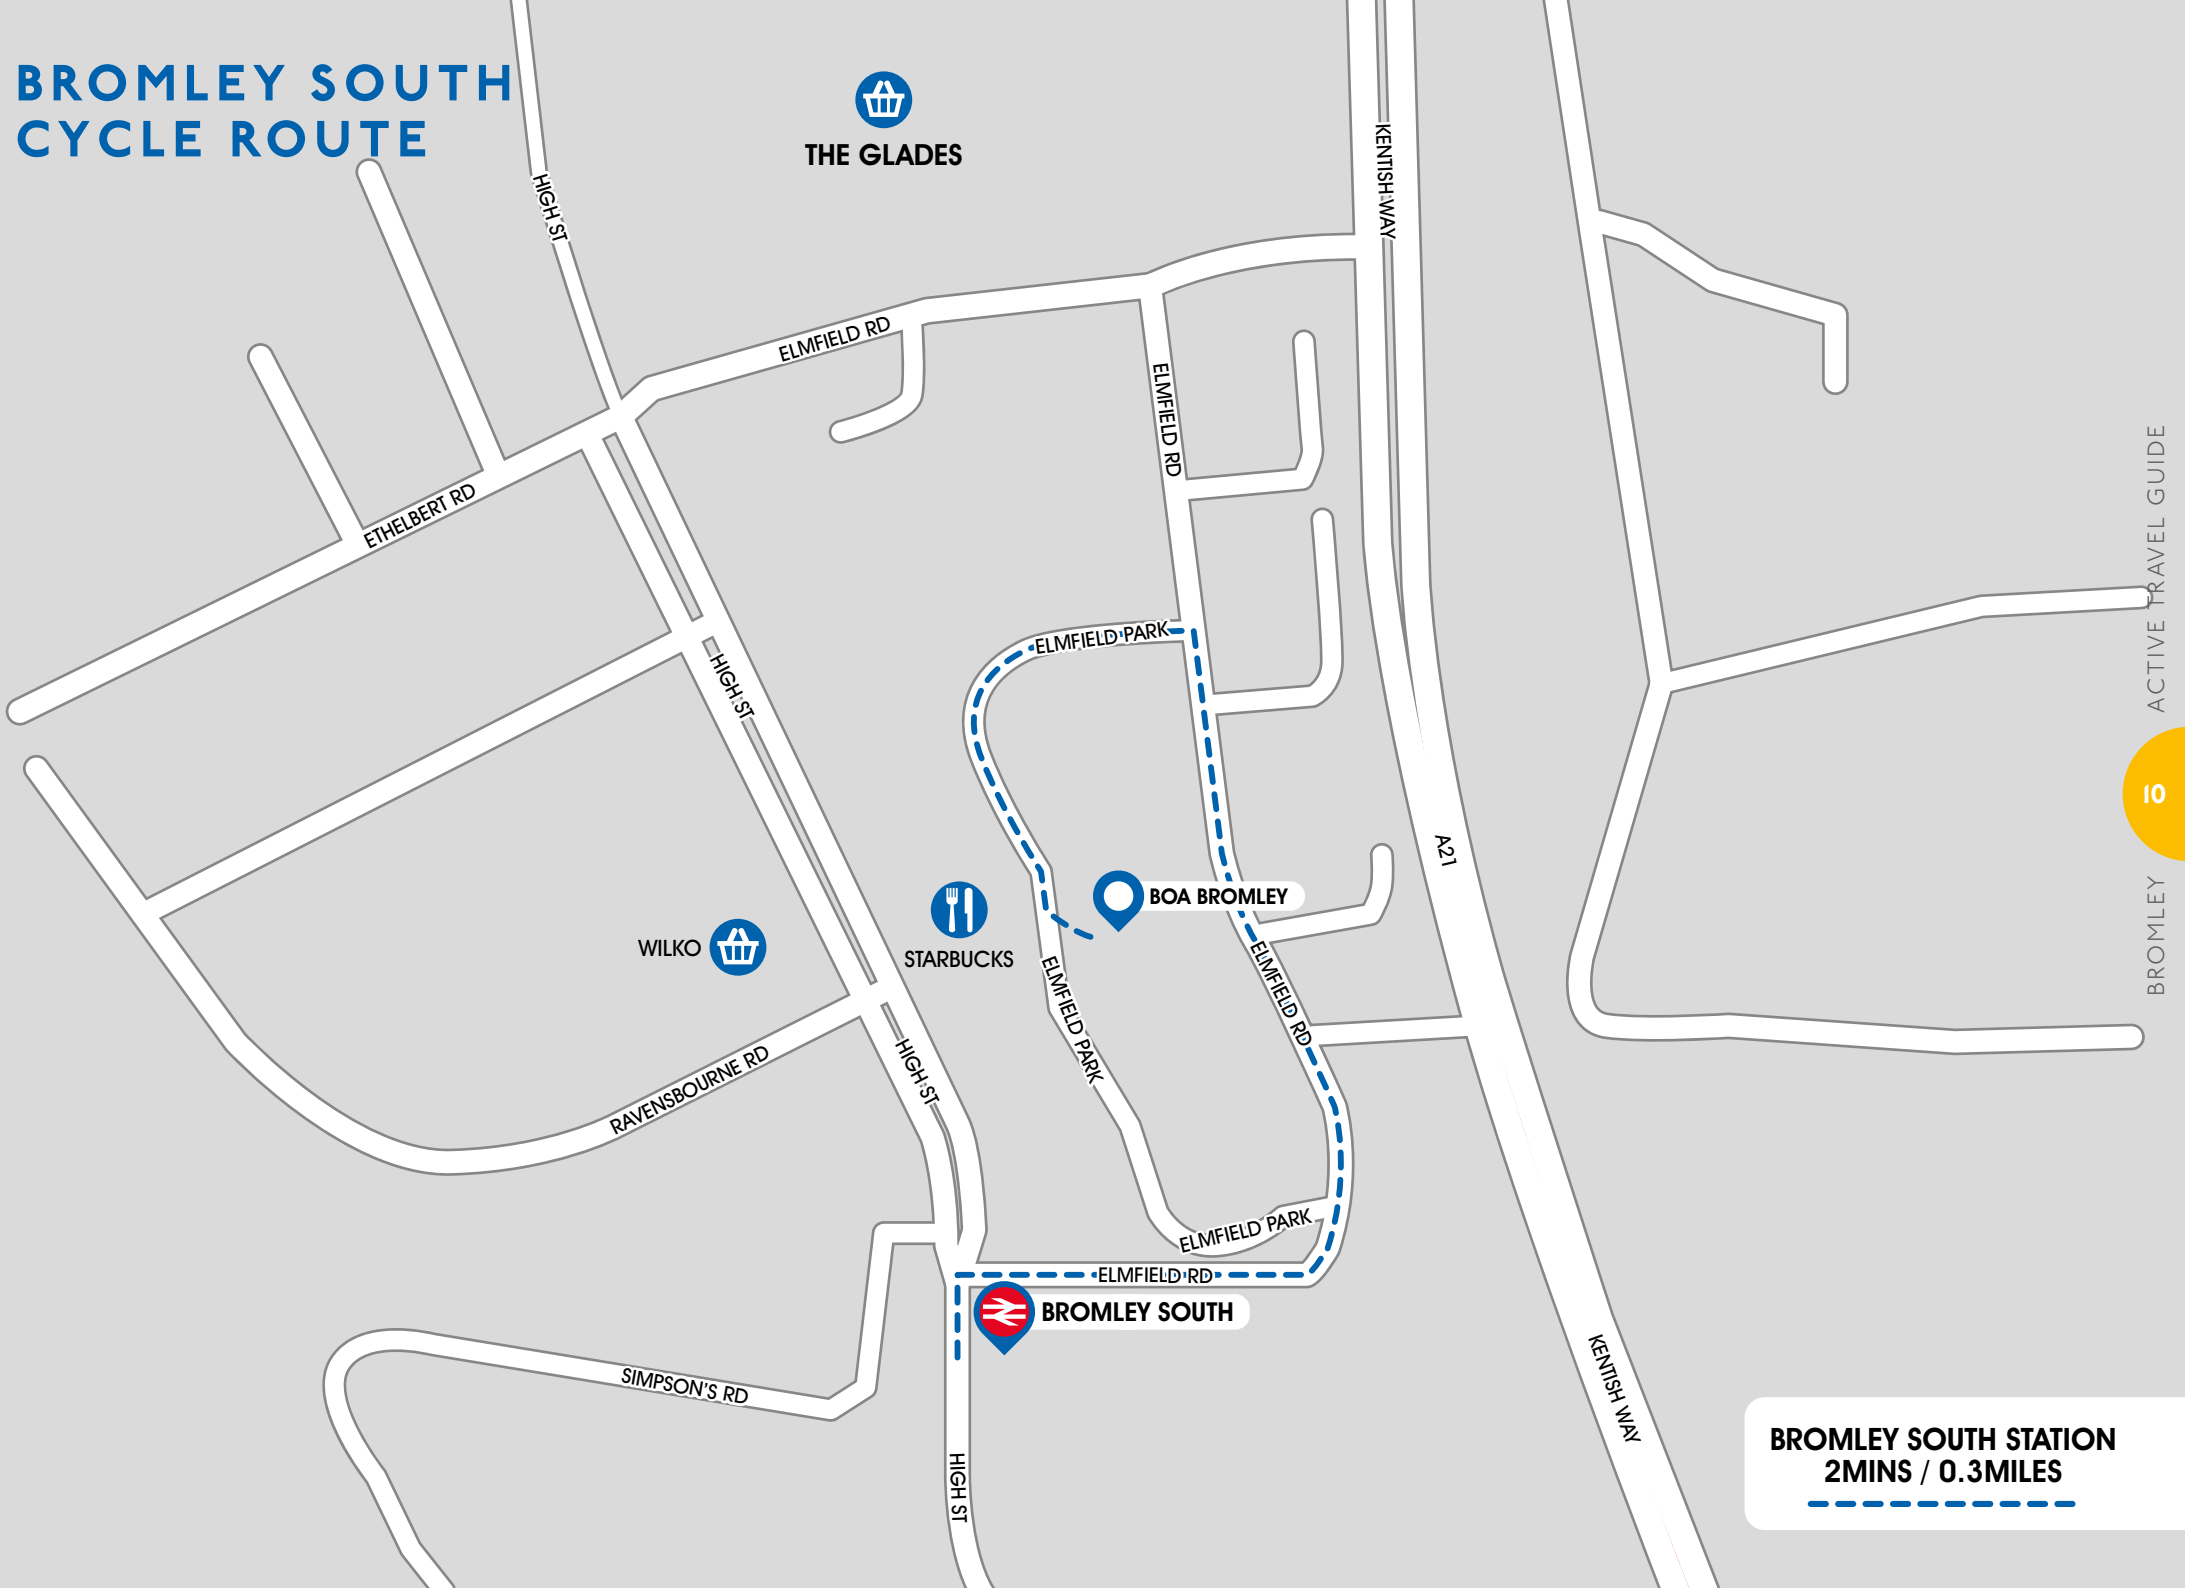 BROMLEY SOUTH
CYCLE ROUTE
THE GLADES
HIGH ST
KENTISH WAY
ELMFIELD RD
ELMFIELD RD
ETHELBERT RD
ELMFIELD PARK
HIGH ST
A21
BOA BROMLEY
WILKO
STARBUCKS
ELMFIELD RD
ELMFIELD PARK
HIGH ST
RAVENSBOURNE RD
ELMFIELD PARK
ELMFIELD RD
BROMLEY SOUTH
SIMPSON'S RD
KENTISH WAY
HIGH ST
BROMLEY SOUTH STATION
2MINS / 0.3MILES
BROMLEY
10
ACTIVE TRAVEL GUIDE